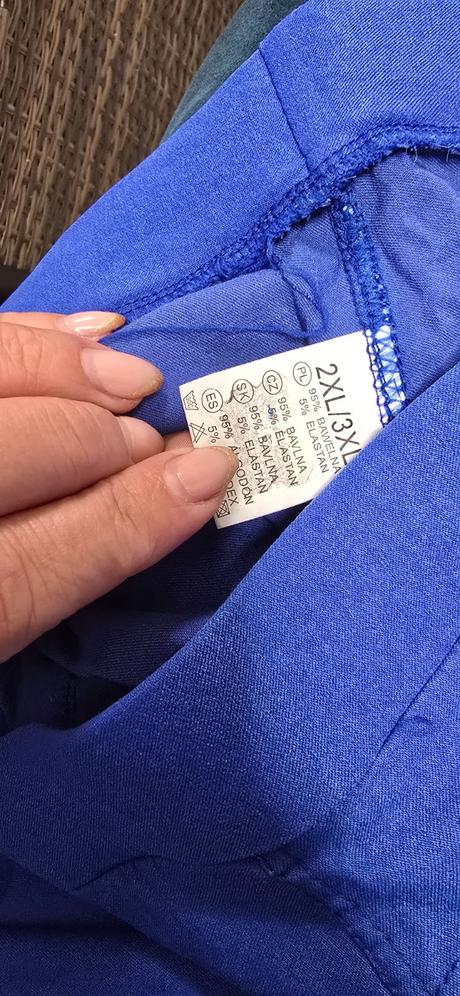 2XL/3XL
PL 95% BAWEŁNA
5% ELASTAN
CZ 95% BAVLNA
5% ELASTAN
SK 95% BAVLNA
5% ELASTAN
ES 95% ALGODÓN
5%